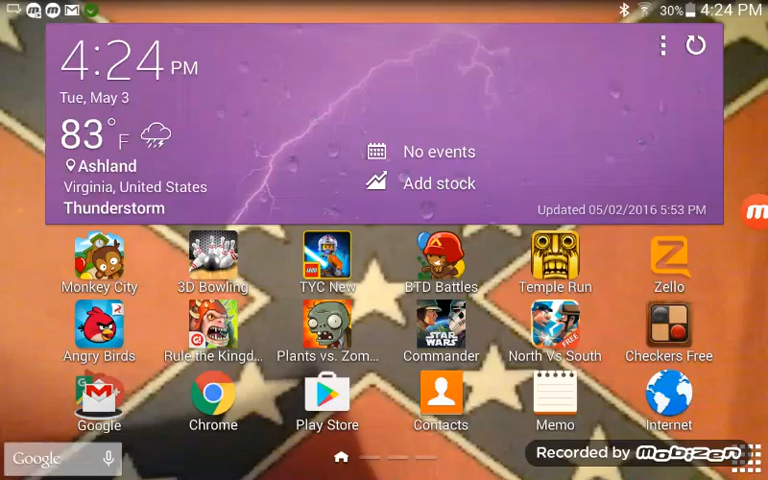 30% 4:24 PM
4:24 PM
Tue, May 3
83°F
Ashland
Virginia, United States
Thunderstorm
No events
Add stock
Updated 05/02/2016 5:53 PM
Monkey City 3D Bowling TYC New BTD Battles Temple Run Zello
Angry Birds Rule the Kingd... Plants vs. Zom... Commander North Vs South Checkers Free
Google Chrome Play Store Contacts Memo Internet
Google
Recorded by Mobizen